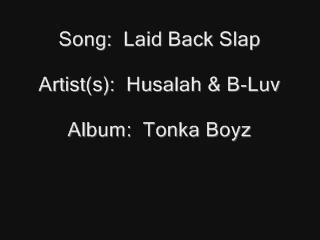 Song:  Laid Back Slap
Artist(s):  Husalah & B-Luv
Album:  Tonka Boyz